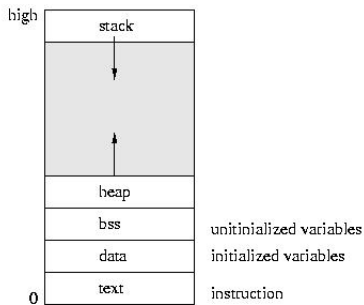 high
stack
heap
bss
unitinialized variables
data
initialized variables
text
instruction
0